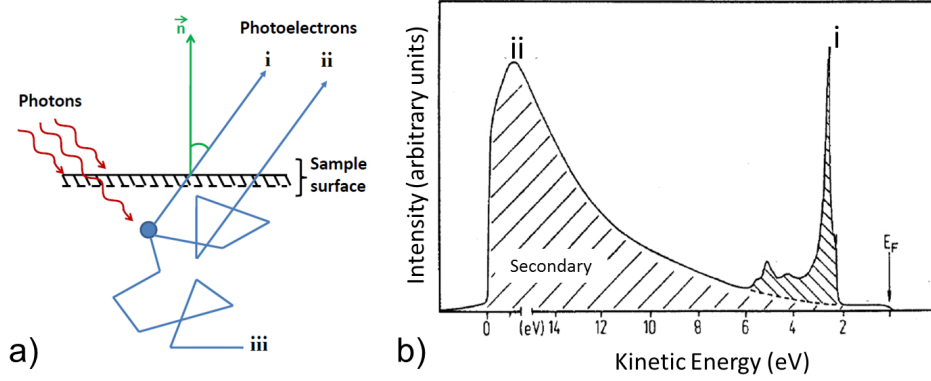 n
Photoelectrons
i
ii
Photons
Sample
surface
iii
a)
Intensity (arbitrary units)
ii
i
Secondary
E_F
0
(eV)
14
12
10
8
6
4
2
Kinetic Energy (eV)
b)